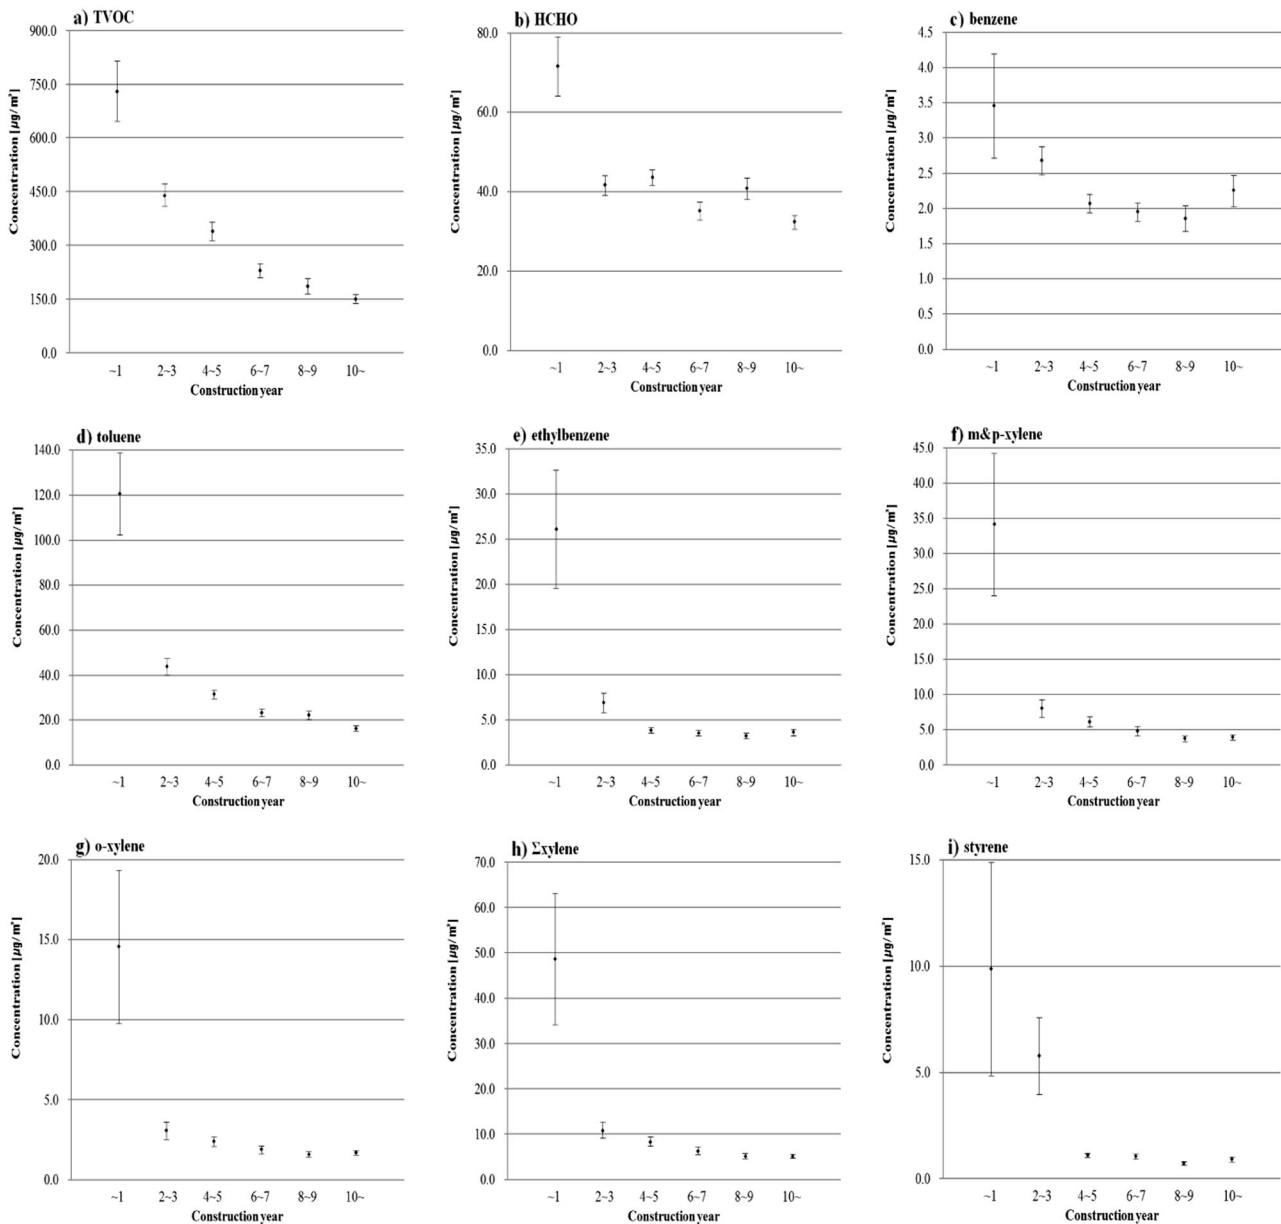 a) TVOC
Concentration [µg/m³]
900.0
750.0
600.0
450.0
300.0
150.0
0.0
~1 2~3 4~5 6~7 8~9 10~
Construction year
b) HCHO
Concentration [µg/m³]
80.0
60.0
40.0
20.0
0.0
~1 2~3 4~5 6~7 8~9 10~
Construction year
c) benzene
Concentration [µg/m³]
4.5
4.0
3.5
3.0
2.5
2.0
1.5
1.0
0.5
0.0
~1 2~3 4~5 6~7 8~9 10~
Construction year
d) toluene
Concentration [µg/m³]
140.0
120.0
100.0
80.0
60.0
40.0
20.0
0.0
~1 2~3 4~5 6~7 8~9 10~
Construction year
e) ethylbenzene
Concentration [µg/m³]
35.0
30.0
25.0
20.0
15.0
10.0
5.0
0.0
~1 2~3 4~5 6~7 8~9 10~
Construction year
f) m&p-xylene
Concentration [µg/m³]
45.0
40.0
35.0
30.0
25.0
20.0
15.0
10.0
5.0
0.0
~1 2~3 4~5 6~7 8~9 10~
Construction year
g) o-xylene
Concentration [µg/m³]
20.0
15.0
10.0
5.0
0.0
~1 2~3 4~5 6~7 8~9 10~
Construction year
h) Σxylene
Concentration [µg/m³]
70.0
60.0
50.0
40.0
30.0
20.0
10.0
0.0
~1 2~3 4~5 6~7 8~9 10~
Construction year
i) styrene
Concentration [µg/m³]
15.0
10.0
5.0
0.0
~1 2~3 4~5 6~7 8~9 10~
Construction year